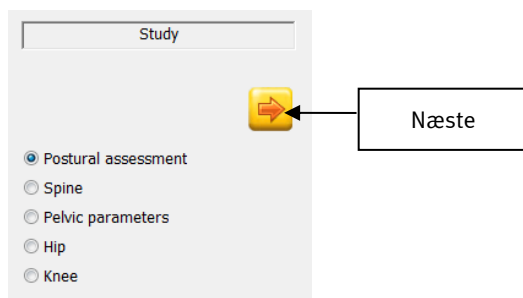 Study
Næste
Postural assessment
Spine
Pelvic parameters
Hip
Knee